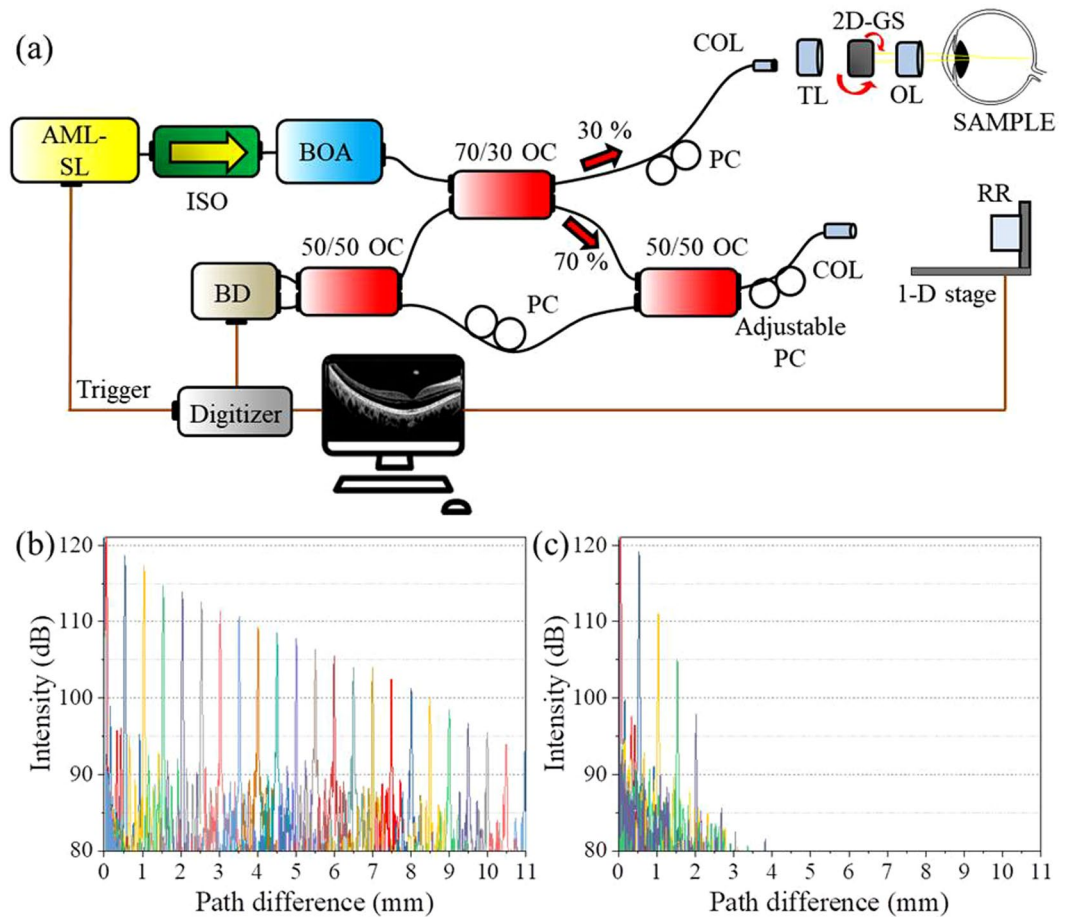 (a)
2D-GS
COL
TL
OL
SAMPLE
AML-
SL
ISO
BOA
70/30 OC
30 %
PC
70 %
50/50 OC
50/50 OC
BD
PC
COL
Adjustable
PC
RR
1-D stage
Trigger
Digitizer
(b)
120
110
100
90
80
Intensity (dB)
0 1 2 3 4 5 6 7 8 9 10 11
Path difference (mm)
(c)
120
110
100
90
80
Intensity (dB)
0 1 2 3 4 5 6 7 8 9 10 11
Path difference (mm)